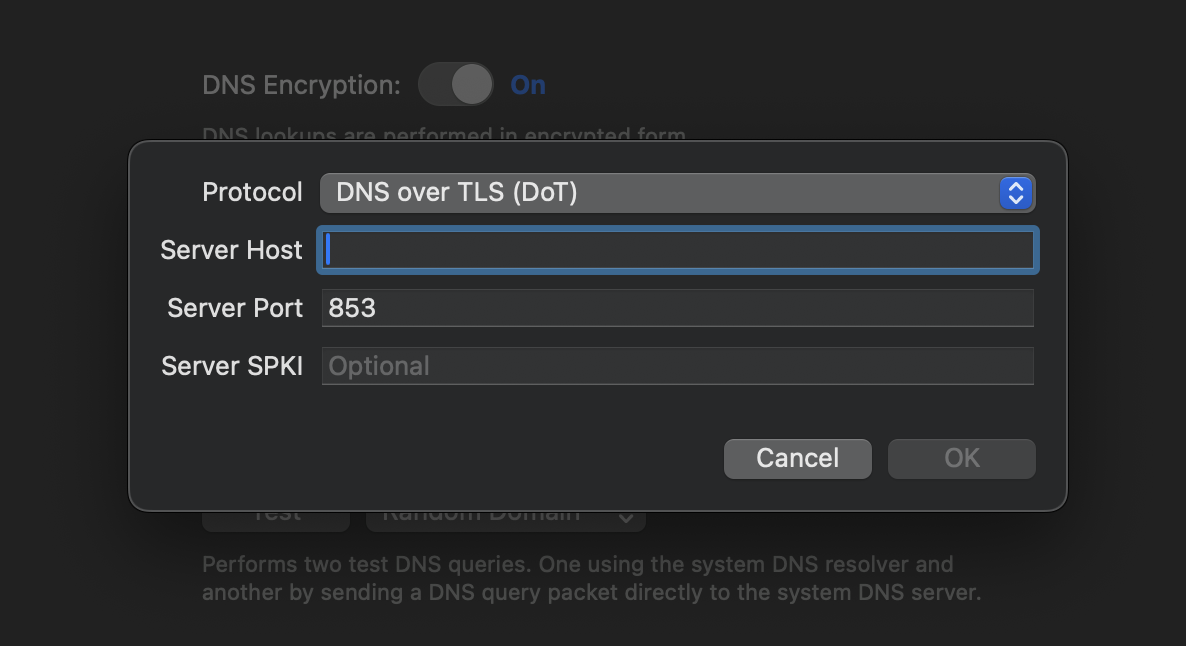 DNS Encryption: On
DNS lookups are performed in encrypted form
Protocol DNS over TLS (DoT)
Server Host
Server Port 853
Server SPKI Optional
Cancel OK
Test Random Domain
Performs two test DNS queries. One using the system DNS resolver and
another by sending a DNS query packet directly to the system DNS server.